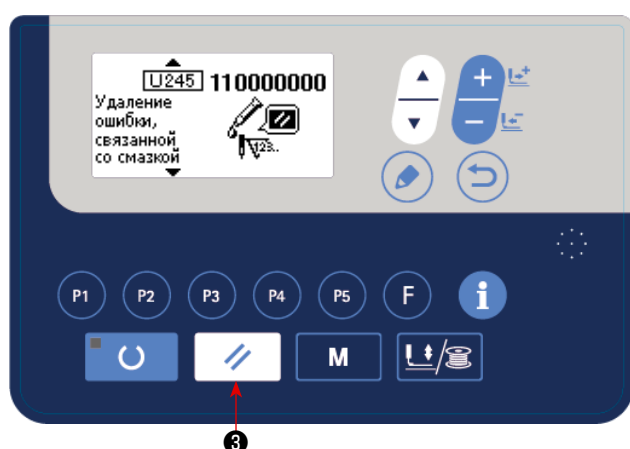 U245 110000000
Удаление
ошибки,
связанной
со смазкой
123..
P1 P2 P3 P4 P5 F i
M
3